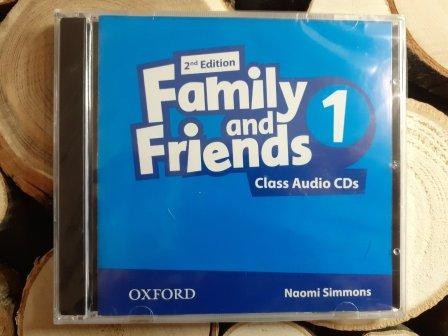 2nd Edition
Family
and
Friends
1
Class Audio CDs
OXFORD
Naomi Simmons